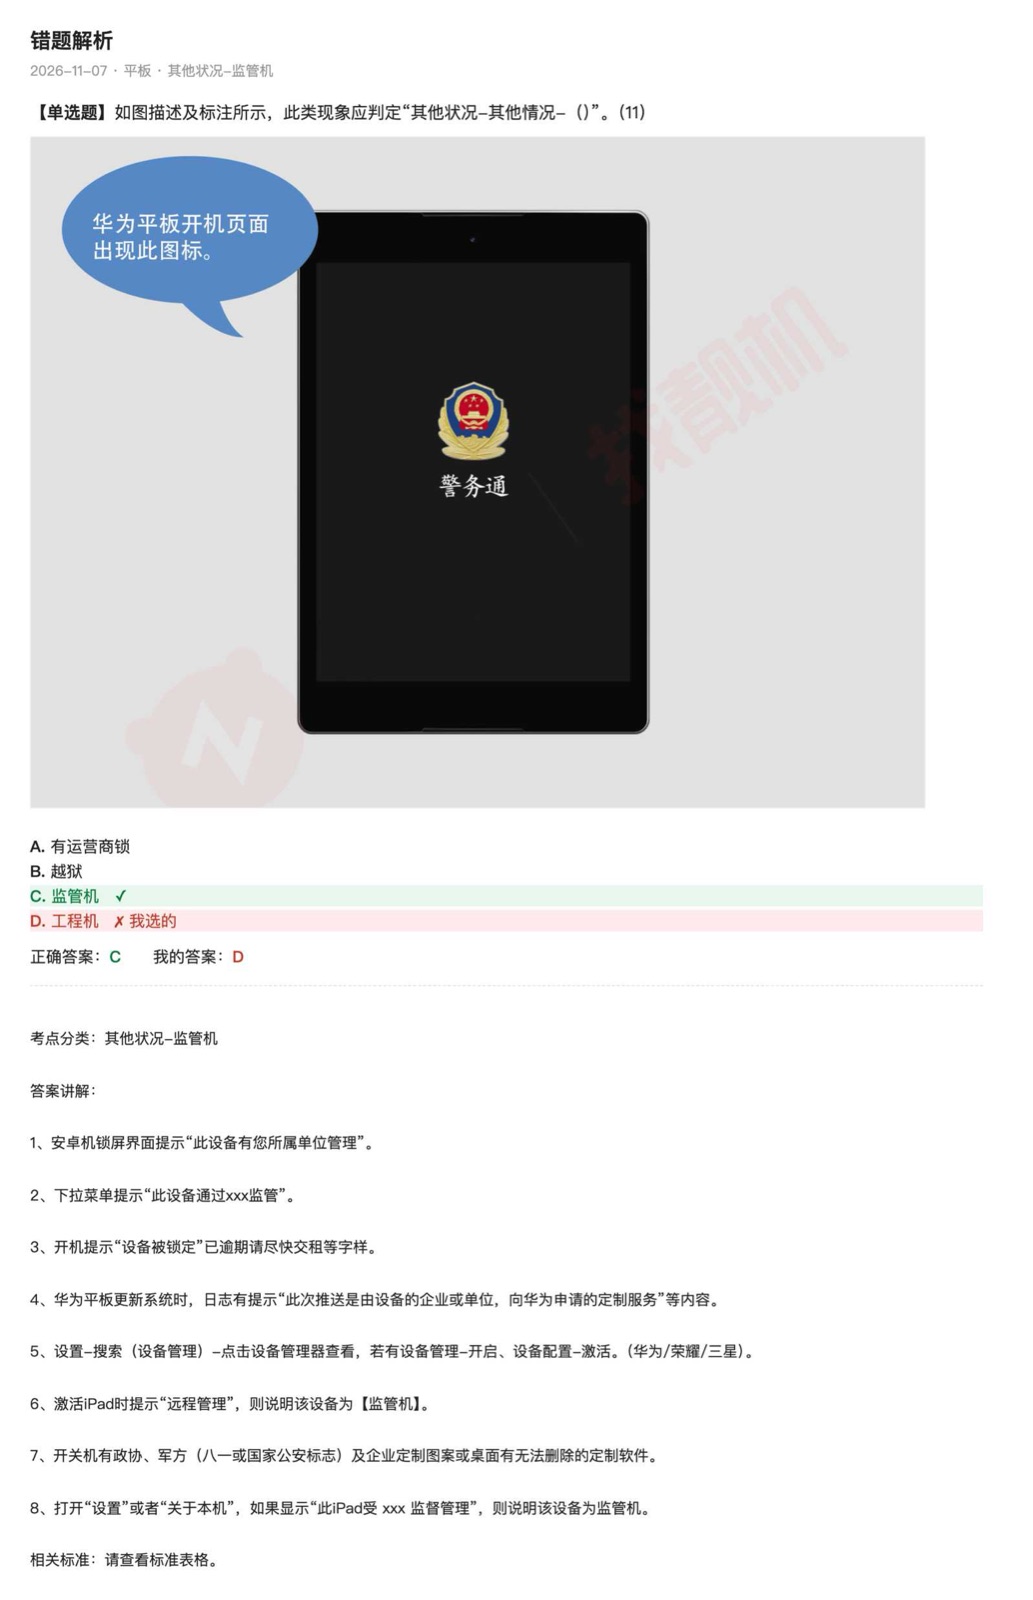 错题解析
2026-11-07 · 平板 · 其他状况-监管机
【单选题】如图描述及标注所示，此类现象应判定“其他状况-其他情况-（）”。(11)
华为平板开机页面
出现此图标。
找靓机
警务通
A. 有运营商锁
B. 越狱
C. 监管机 ✓
D. 工程机 ✗ 我选的
正确答案：C 我的答案：D
考点分类：其他状况-监管机
答案讲解：
1、安卓机锁屏界面提示“此设备有您所属单位管理”。
2、下拉菜单提示“此设备通过xxx监管”。
3、开机提示“设备被锁定”已逾期请尽快交租等字样。
4、华为平板更新系统时，日志有提示“此次推送是由设备的企业或单位，向华为申请的定制服务”等内容。
5、设置-搜索（设备管理）-点击设备管理器查看，若有设备管理-开启、设备配置-激活。（华为/荣耀/三星）。
6、激活iPad时提示“远程管理”，则说明该设备为【监管机】。
7、开关机有政协、军方（八一或国家公安标志）及企业定制图案或桌面有无法删除的定制软件。
8、打开“设置”或者“关于本机”，如果显示“此iPad受 xxx 监督管理”，则说明该设备为监管机。
相关标准：请查看标准表格。